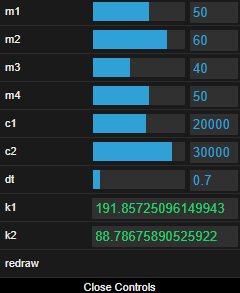 m1 50
m2 60
m3 40
m4 50
c1 20000
c2 30000
dt 0.7
k1 191.85725096149943
k2 88.78675890525922
redraw
Close Controls